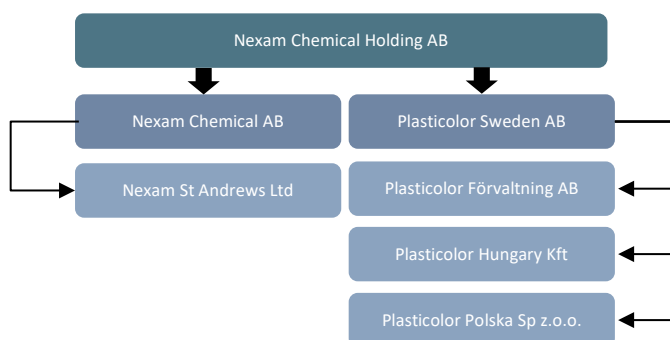 Nexam Chemical Holding AB
Nexam Chemical AB
Plasticolor Sweden AB
Nexam St Andrews Ltd
Plasticolor Förvaltning AB
Plasticolor Hungary Kft
Plasticolor Polska Sp z.o.o.